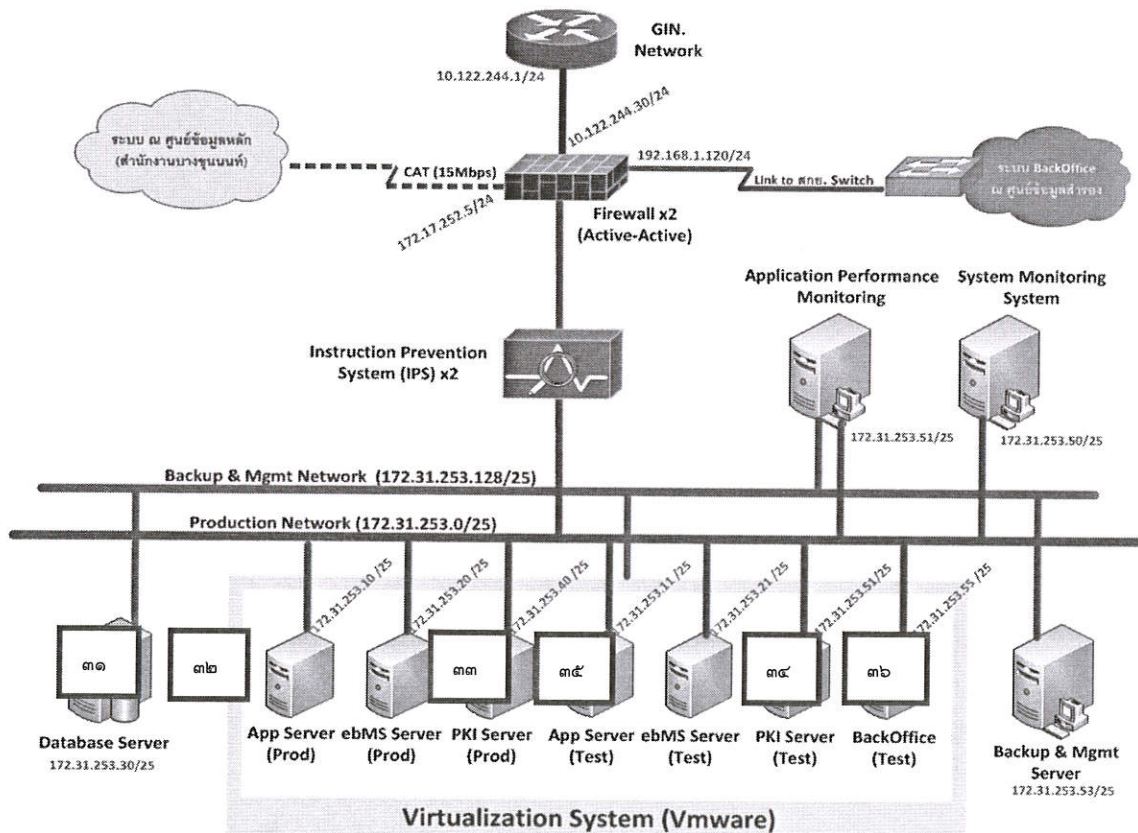 GIN.
Network
10.122.244.1/24
10.122.244.30/24
ระบบ ณ ศูนย์ข้อมูลหลัก
(สำนักงานบางขุนนนท์)
CAT (15Mbps)
172.17.252.5/24
192.168.1.120/24
Link to สกย. Switch
ระบบ BackOffice
ณ ศูนย์ข้อมูลสำรอง
Firewall x2
(Active-Active)
Application Performance
Monitoring
System Monitoring
System
Instruction Prevention
System (IPS) x2
172.31.253.51/25
172.31.253.50/25
Backup & Mgmt Network (172.31.253.128/25)
Production Network (172.31.253.0/25)
172.31.253.10 /25
172.31.253.20 /25
172.31.253.40 /25
172.31.253.11 /25
172.31.253.21 /25
172.31.253.51/25
172.31.253.55 /25
๓๑
๓๒
๓๓
๓๕
๓๔
๓๖
Database Server
172.31.253.30/25
App Server
(Prod)
ebMS Server
(Prod)
PKI Server
(Prod)
App Server
(Test)
ebMS Server
(Test)
PKI Server
(Test)
BackOffice
(Test)
Backup & Mgmt
Server
172.31.253.53/25
Virtualization System (Vmware)